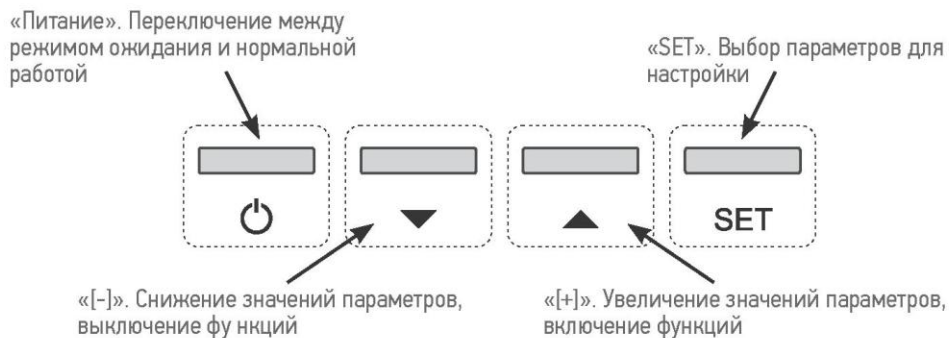 «Питание». Переключение между
режимом ожидания и нормальной
работой
«SET». Выбор параметров для
настройки
SET
«[-]». Снижение значений параметров,
выключение фу нкций
«[+]». Увеличение значений параметров,
включение функций